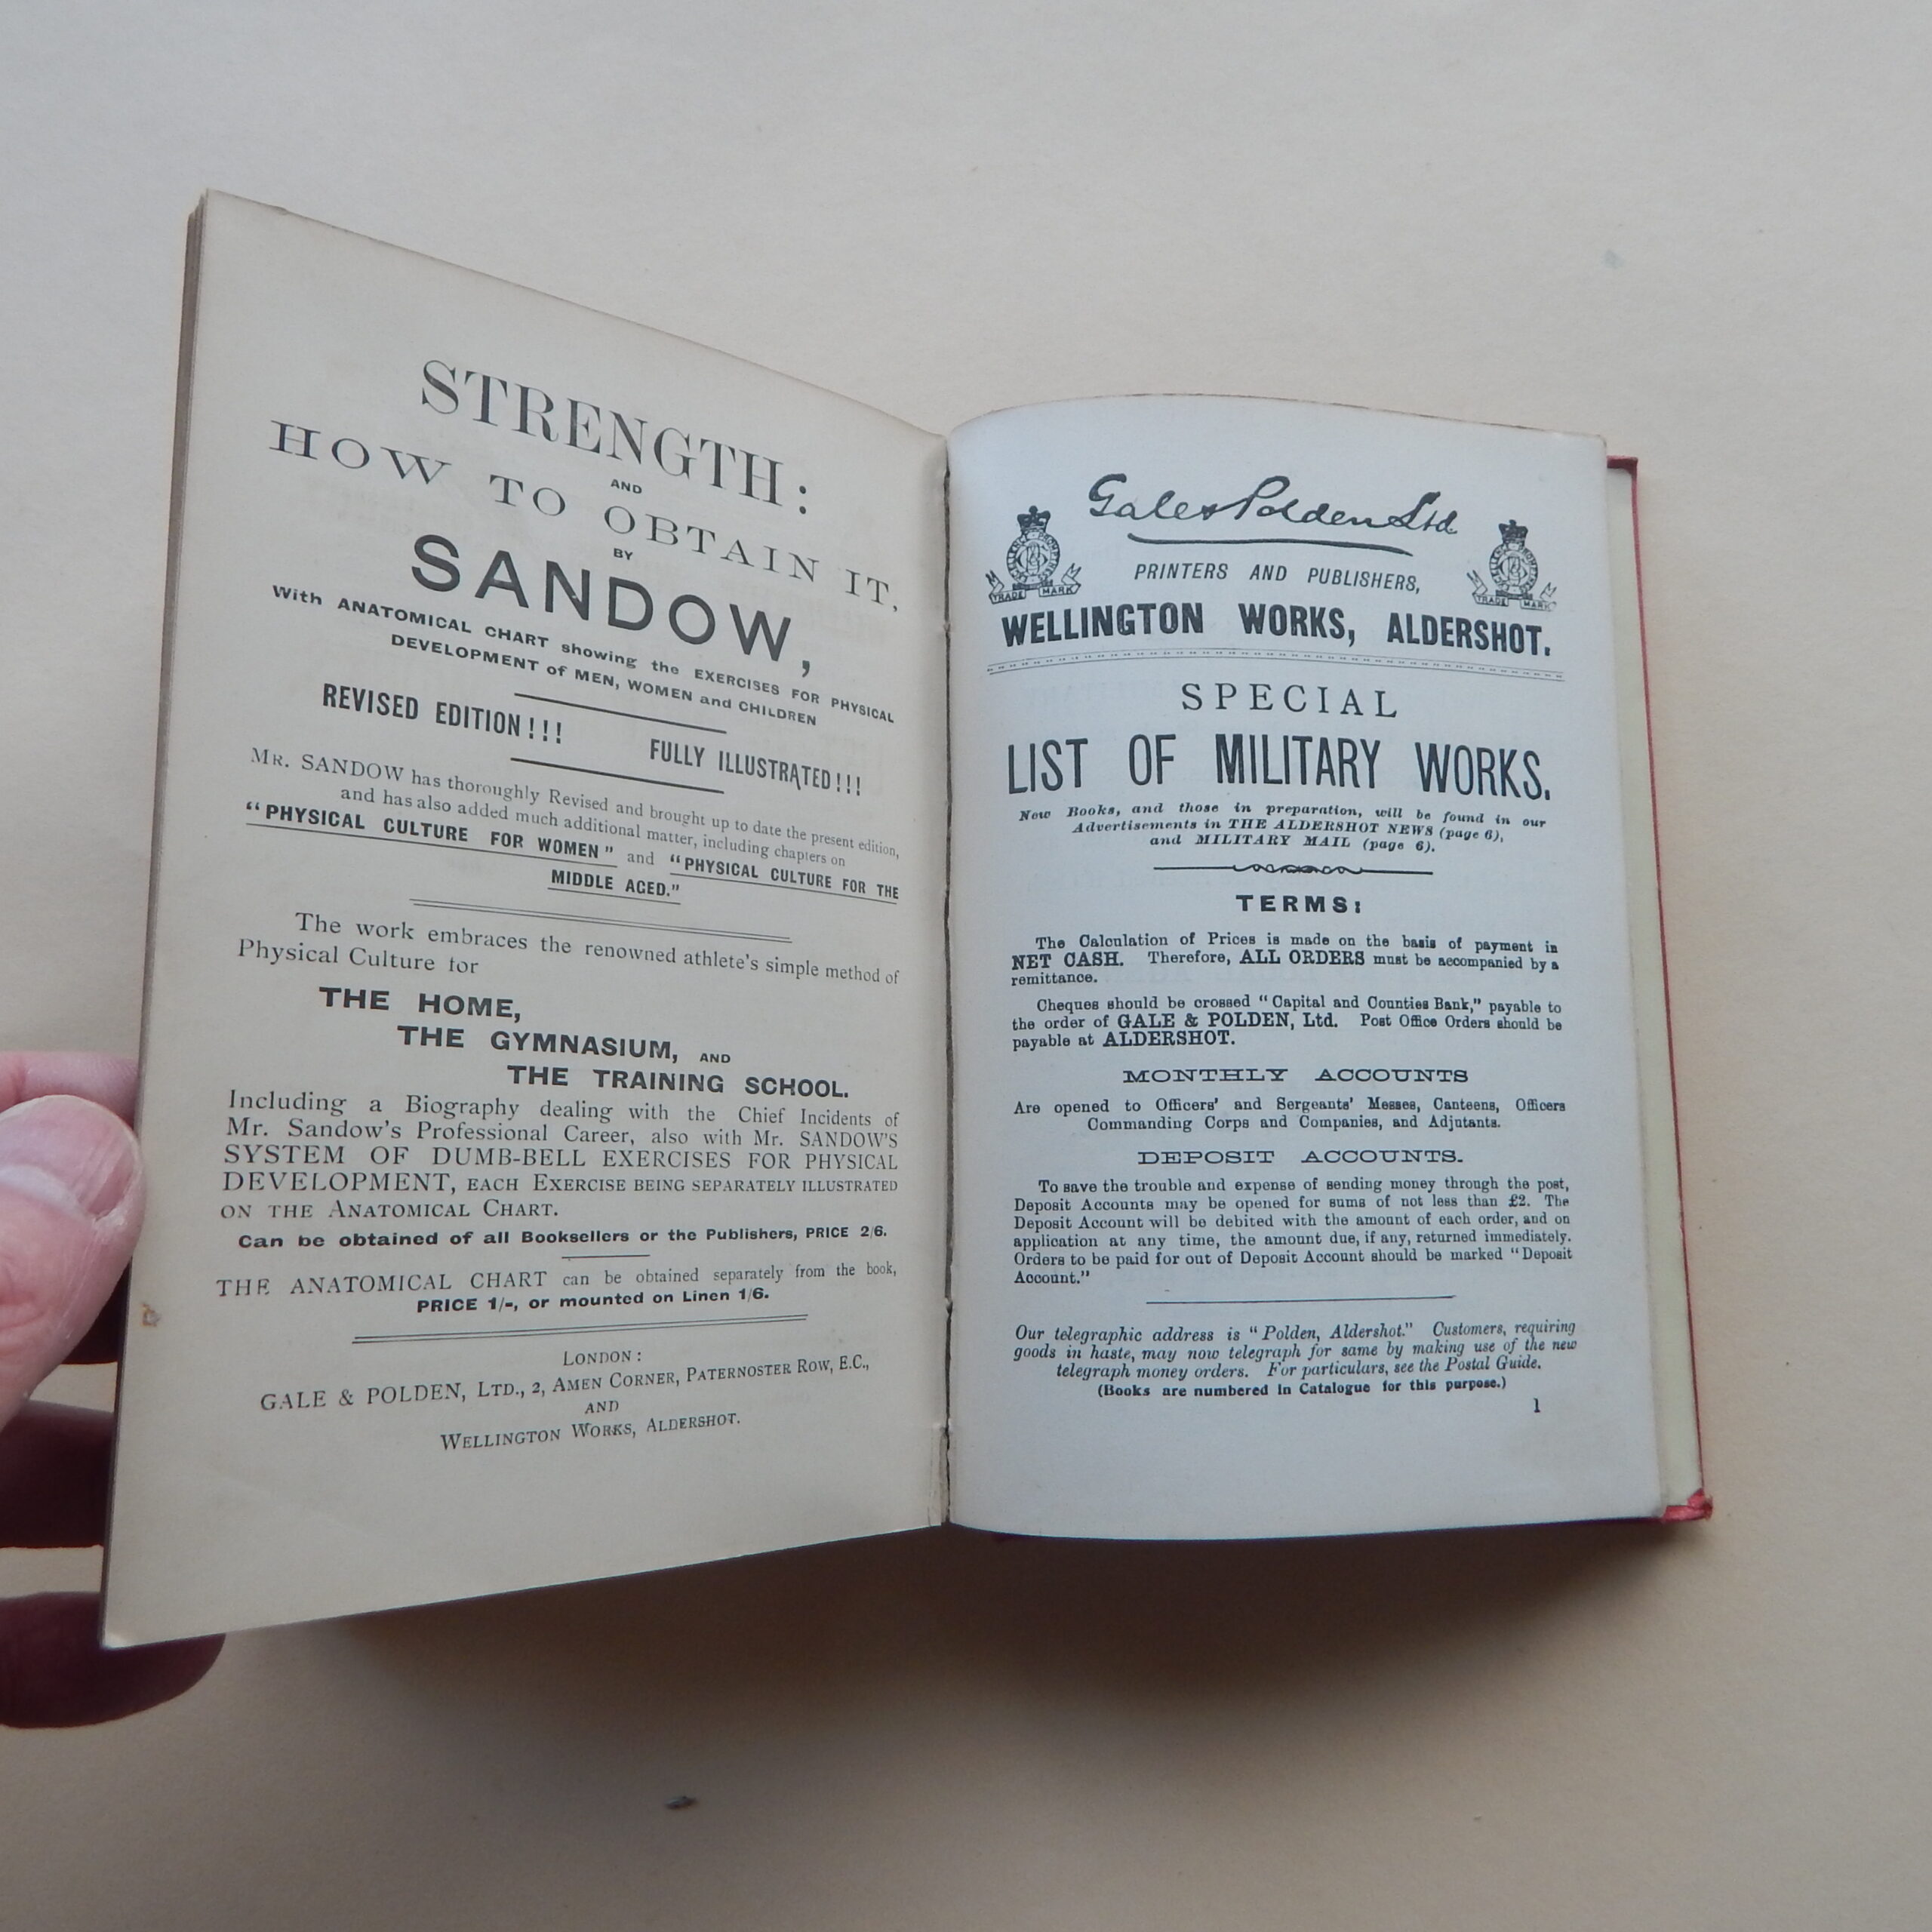 STRENGTH:
AND
HOW TO OBTAIN IT,
BY
SANDOW,
With ANATOMICAL CHART showing the EXERCISES FOR PHYSICAL
DEVELOPMENT of MEN, WOMEN and CHILDREN
REVISED EDITION!!! FULLY ILLUSTRATED!!!
MR. SANDOW has thoroughly Revised and brought up to date the present edition,
and has also added much additional matter, including chapters on
"PHYSICAL CULTURE FOR WOMEN" and "PHYSICAL CULTURE FOR THE
MIDDLE AGED."
The work embraces the renowned athlete's simple method of
Physical Culture for
THE HOME,
THE GYMNASIUM, AND
THE TRAINING SCHOOL.
Including a Biography dealing with the Chief Incidents of
Mr. Sandow's Professional Career, also with Mr. SANDOW'S
SYSTEM OF DUMB-BELL EXERCISES FOR PHYSICAL
DEVELOPMENT, EACH EXERCISE BEING SEPARATELY ILLUSTRATED
ON THE ANATOMICAL CHART.
Can be obtained of all Booksellers or the Publishers, PRICE 2/6.
THE ANATOMICAL CHART can be obtained separately from the book,
PRICE 1/-, or mounted on Linen 1/6.
LONDON:
GALE & POLDEN, LTD., 2, AMEN CORNER, PATERNOSTER ROW, E.C.,
AND
WELLINGTON WORKS, ALDERSHOT.
Gale & Polden Ltd.
TRADE MARK
TRADE MARK
PRINTERS AND PUBLISHERS,
WELLINGTON WORKS, ALDERSHOT.
SPECIAL
LIST OF MILITARY WORKS.
New Books, and those in preparation, will be found in our
Advertisements in THE ALDERSHOT NEWS (page 6),
and MILITARY MAIL (page 6).
TERMS:
The Calculation of Prices is made on the basis of payment in
NET CASH. Therefore, ALL ORDERS must be accompanied by a
remittance.
Cheques should be crossed "Capital and Counties Bank," payable to
the order of GALE & POLDEN, Ltd. Post Office Orders should be
payable at ALDERSHOT.
MONTHLY ACCOUNTS
Are opened to Officers' and Sergeants' Messes, Canteens, Officers
Commanding Corps and Companies, and Adjutants.
DEPOSIT ACCOUNTS.
To save the trouble and expense of sending money through the post,
Deposit Accounts may be opened for sums of not less than £2. The
Deposit Account will be debited with the amount of each order, and on
application at any time, the amount due, if any, returned immediately.
Orders to be paid for out of Deposit Account should be marked "Deposit
Account."
Our telegraphic address is "Polden, Aldershot." Customers, requiring
goods in haste, may now telegraph for same by making use of the new
telegraph money orders. For particulars, see the Postal Guide.
(Books are numbered in Catalogue for this purpose.)
1